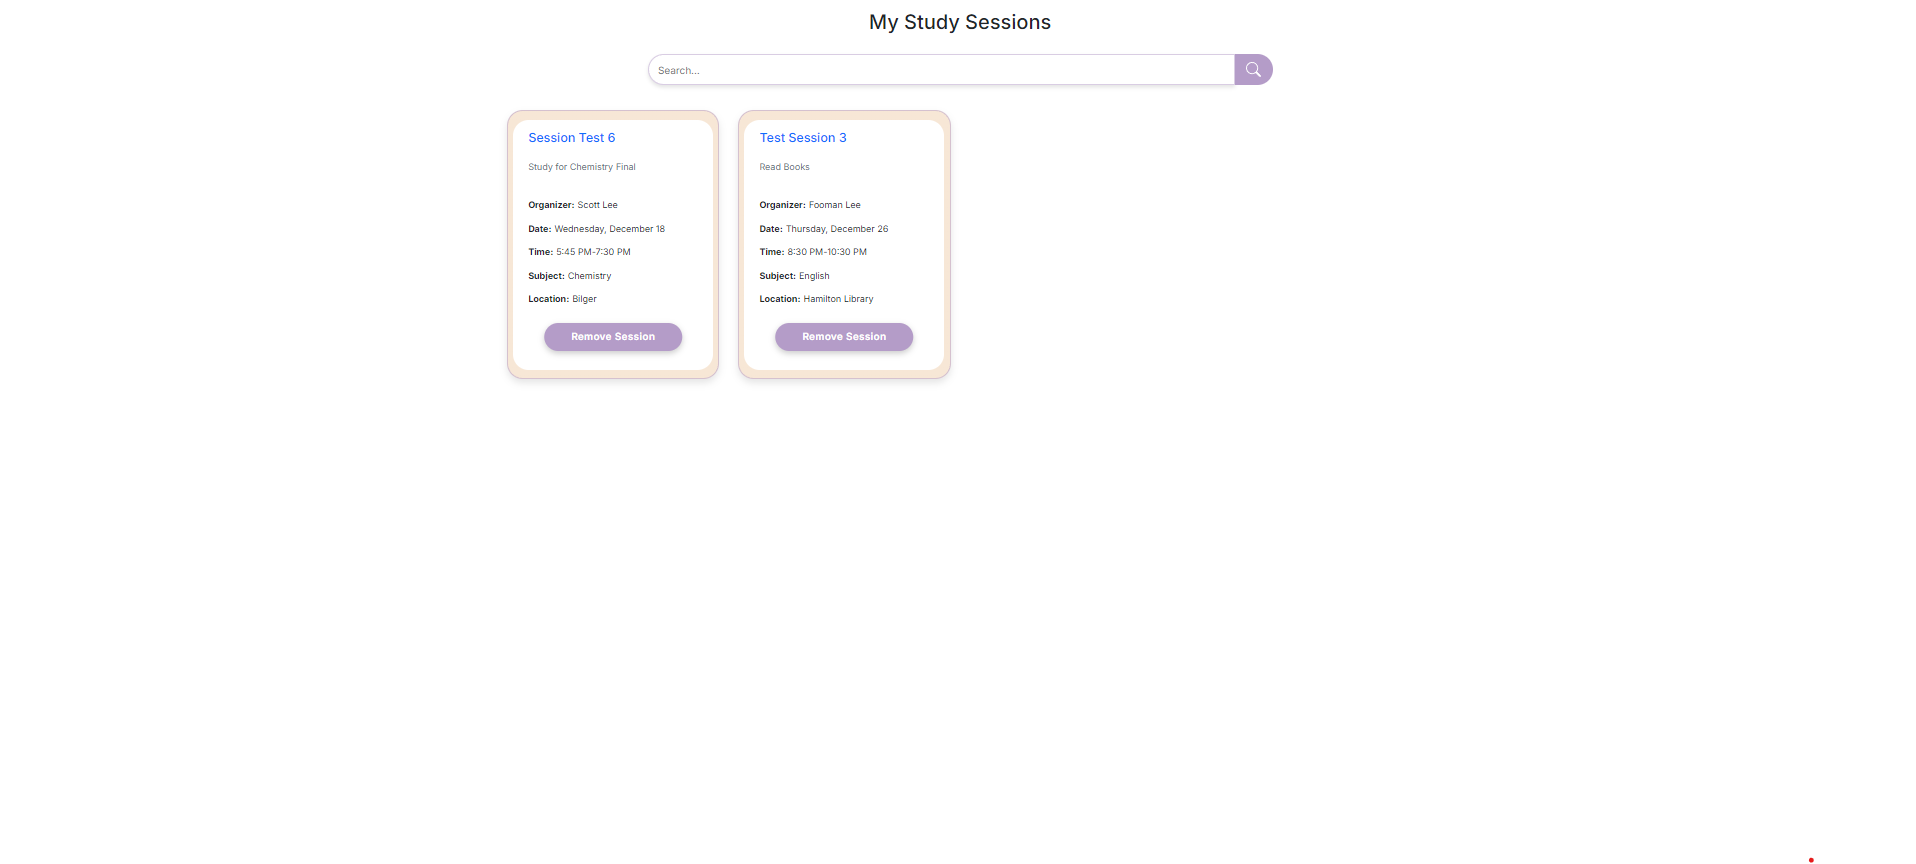 My Study Sessions
Search...
Session Test 6
Study for Chemistry Final
Organizer: Scott Lee
Date: Wednesday, December 18
Time: 5:45 PM-7:30 PM
Subject: Chemistry
Location: Bilger
Remove Session
Test Session 3
Read Books
Organizer: Fooman Lee
Date: Thursday, December 26
Time: 8:30 PM-10:30 PM
Subject: English
Location: Hamilton Library
Remove Session